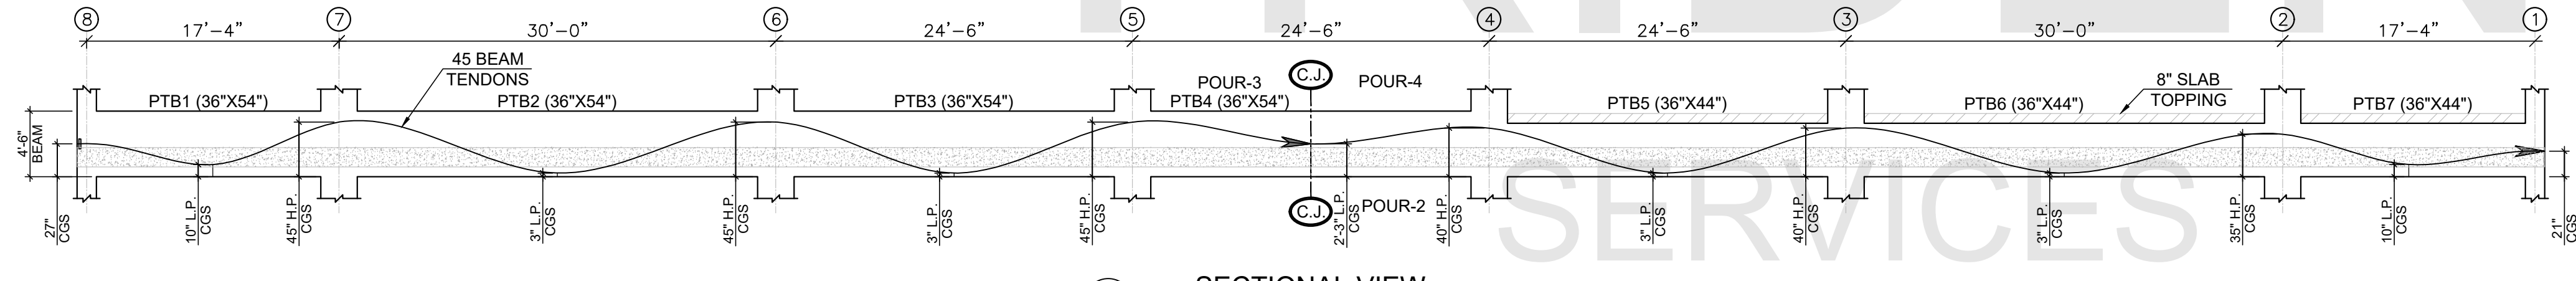 8 7 6 5 4 3 2 1
17'-4" 30'-0" 24'-6" 24'-6" 24'-6" 30'-0" 17'-4"
45 BEAM
TENDONS
POUR-3
C.J.
POUR-4
8" SLAB
TOPPING
PTB1 (36"X54")
PTB2 (36"X54")
PTB3 (36"X54")
PTB4 (36"X54")
PTB5 (36"X44")
PTB6 (36"X44")
PTB7 (36"X44")
4'-6"
BEAM
27"
CGS
10" L.P.
CGS
45" H.P.
CGS
3" L.P.
CGS
45" H.P.
CGS
3" L.P.
CGS
45" H.P.
CGS
C.J.
POUR-2
2'-3" L.P.
CGS
40" H.P.
CGS
3" L.P.
CGS
40" H.P.
CGS
3" L.P.
CGS
35" H.P.
CGS
10" L.P.
CGS
21"
CGS
SERVICES
SECTIONAL VIEW